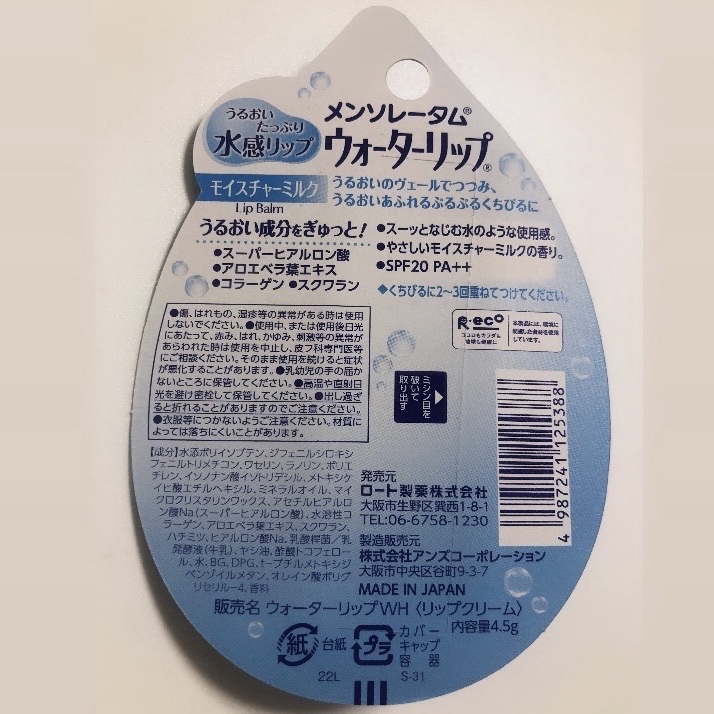 うるおい
たっぷり
水感リップ
メンソレータム®
ウォーターリップ®
モイスチャーミルク
Lip Balm
うるおいのヴェールでつつみ、
うるおいあふれるぷるぷるくちびるに
うるおい成分をぎゅっと!
●スーパーヒアルロン酸
●アロエベラ葉エキス
●コラーゲン ●スクワラン
●スーッとなじむ水のような使用感。
●やさしいモイスチャーミルクの香り。
●SPF20 PA++
◆くちびるに2〜3回重ねてつけてください。
●傷、はれもの、湿疹等の異常がある時は使用
しないでください。●使用中、または使用後日光
にあたって、赤み、はれ、かゆみ、刺激等の異常が
あらわれた時は使用を中止し、皮フ科専門医等
にご相談ください。そのまま使用を続けると症状
が悪化することがあります。●乳幼児の手の届か
ないところに保管してください。●高温や直射日
光を避け密栓して保管してください。●出し過ぎ
ると折れることがありますのでご注意ください。
●衣服等につかないようご注意ください。材質に
よっては落ちにくいことがあります。
R・eco
ココロもカラダも
地球も健康に
本製品には、環境に
配慮した資材を使用
しています。
ミシン目を
破いて
取り出す
【成分】水添ポリイソブテン、ジフェニルシロキシ
フェニルトリメチコン、ワセリン、ラノリン、ポリエ
チレン、イソノナン酸イソトリデシル、メトキシケ
イヒ酸エチルヘキシル、ミネラルオイル、マイ
クロクリスタリンワックス、アセチルヒアルロ
ン酸Na(スーパーヒアルロン酸)、水溶性コ
ラーゲン、アロエベラ葉エキス、スクワラン、
ハチミツ、ヒアルロン酸Na、乳酸桿菌/乳
発酵液(牛乳)、ヤシ油、酢酸トコフェロー
ル、水、BG、DPG、t-ブチルメトキシジ
ベンゾイルメタン、オレイン酸ポリグ
リセリル-4、香料
発売元
ロート製薬株式会社
大阪市生野区巽西1-8-1
TEL:06-6758-1230
製造販売元
株式会社アンズコーポレーション
大阪市中央区谷町9-3-7
MADE IN JAPAN
4 987241 125388
販売名 ウォーターリップWH〈リップクリーム〉
内容量4.5g
紙
台紙
プラ
カバー
キャップ
容器
22L
S-31